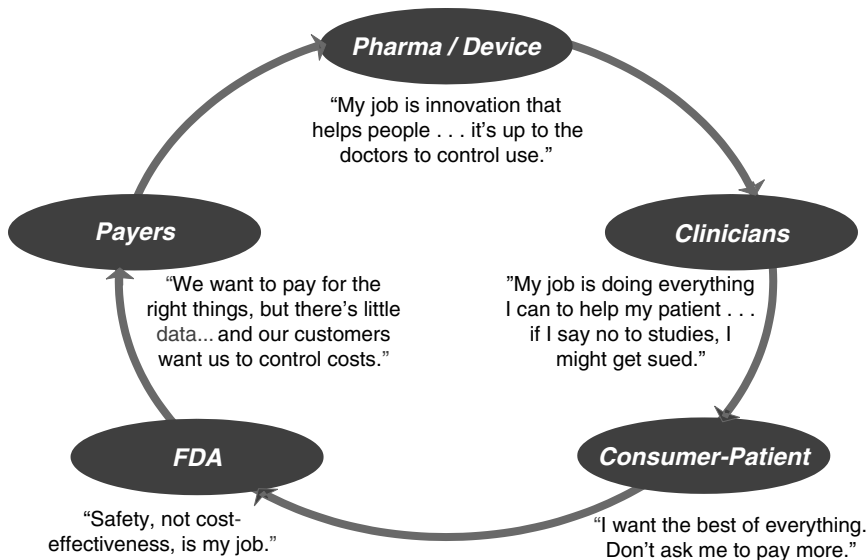 Pharma / Device
“My job is innovation that
helps people . . . it’s up to the
doctors to control use.”
Payers
Clinicians
“We want to pay for the
right things, but there’s little
data... and our customers
want us to control costs.”
”My job is doing everything
I can to help my patient . . .
if I say no to studies, I
might get sued.”
FDA
Consumer-Patient
“Safety, not cost-
effectiveness, is my job.”
“I want the best of everything.
Don’t ask me to pay more.”